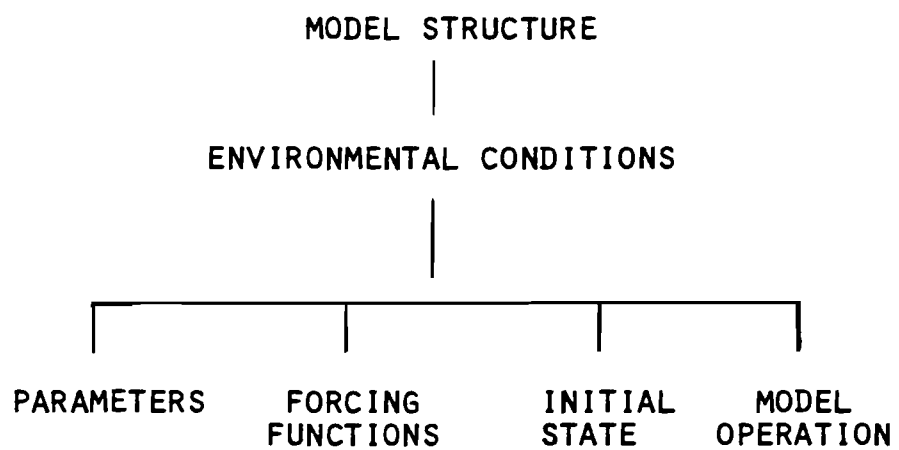 MODEL STRUCTURE
ENVIRONMENTAL CONDITIONS
PARAMETERS
FORCING
FUNCTIONS
INITIAL
STATE
MODEL
OPERATION